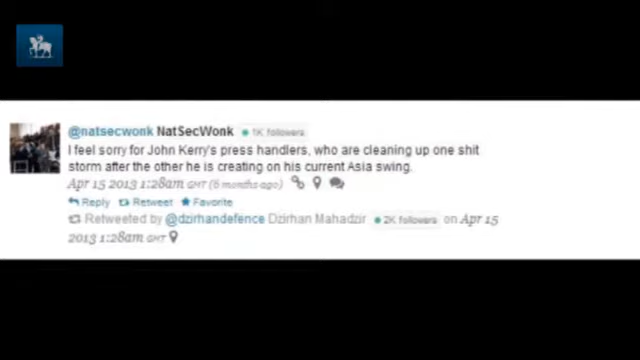 @natsecwonk NatSecWonk 1K followers
I feel sorry for John Kerry's press handlers, who are cleaning up one shit
storm after the other he is creating on his current Asia swing.
Apr 15 2013 1:28am GMT (6 months ago)
Reply Retweet Favorite
Retweeted by @dzirhandefence Dzirhan Mahadzir 2K followers on Apr 15
2013 1:28am GMT